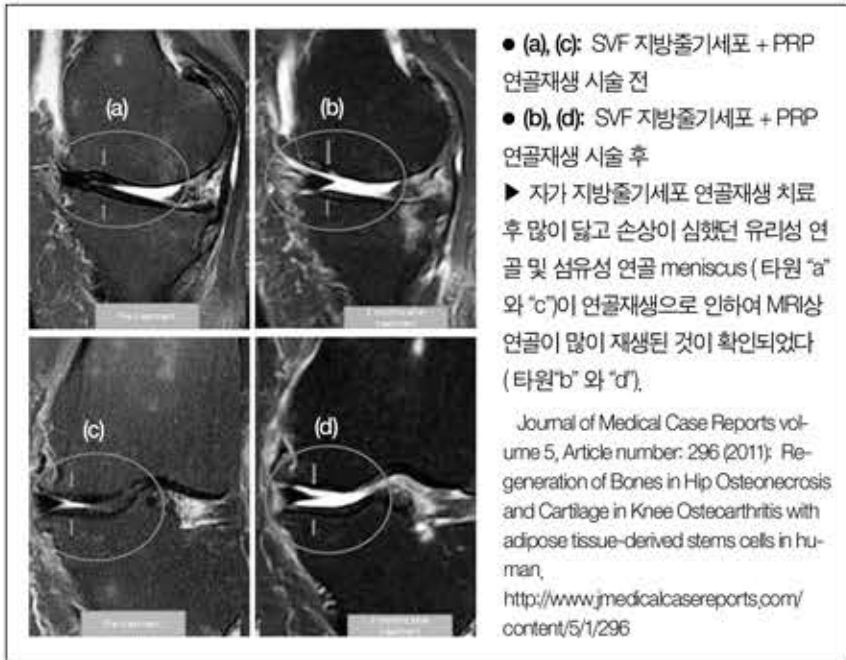 (a)
(b)
(c)
(d)
● (a), (c): SVF 지방줄기세포 + PRP
연골재생 시술 전
● (b), (d): SVF 지방줄기세포 + PRP
연골재생 시술 후
▶ 자가 지방줄기세포 연골재생 치료
후 많이 닳고 손상이 심했던 유리성 연
골 및 섬유성 연골 meniscus ( 타원 “a”
와 “c”)이 연골재생으로 인하여 MRI상
연골이 많이 재생된 것이 확인되었다
( 타원“b” 와 “d”).
Journal of Medical Case Reports vol-
ume 5, Article number: 296 (2011): Re-
generation of Bones in Hip Osteonecrosis
and Cartilage in Knee Osteoarthritis with
adipose tissue-derived stems cells in hu-
man.
http://www.jmedicalcasereports.com/
content/5/1/296